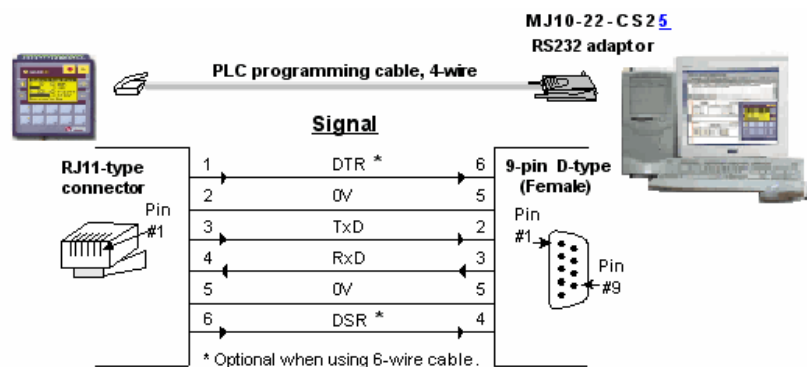 MJ10-22-CS25
RS232 adaptor
PLC programming cable, 4-wire
Signal
RJ11-type
connector
9-pin D-type
(Female)
Pin
#1
Pin
#1
Pin
#9
1 DTR * 6
2 0V 5
3 TxD 2
4 RxD 3
5 0V 5
6 DSR * 4
* Optional when using 6-wire cable.